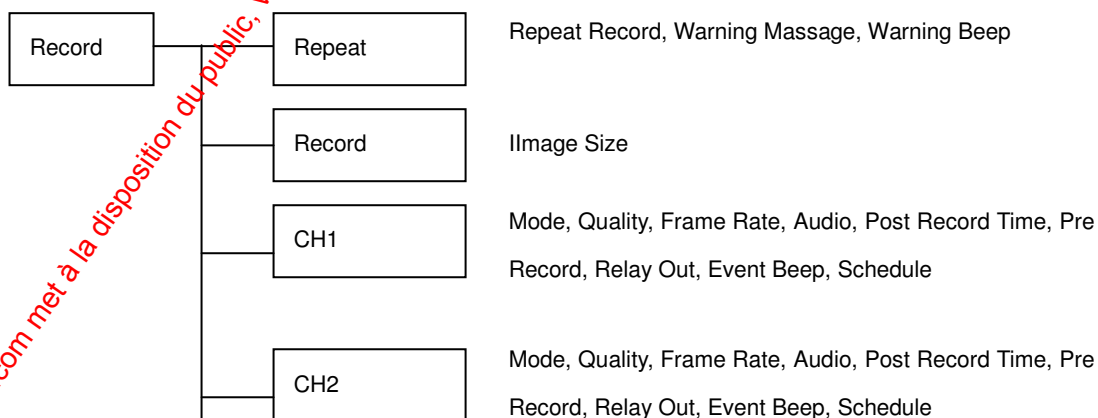 Record
Repeat
Repeat Record, Warning Massage, Warning Beep
Record
IImage Size
CH1
Mode, Quality, Frame Rate, Audio, Post Record Time, Pre
Record, Relay Out, Event Beep, Schedule
CH2
Mode, Quality, Frame Rate, Audio, Post Record Time, Pre
Record, Relay Out, Event Beep, Schedule
com met à la disposition du public,